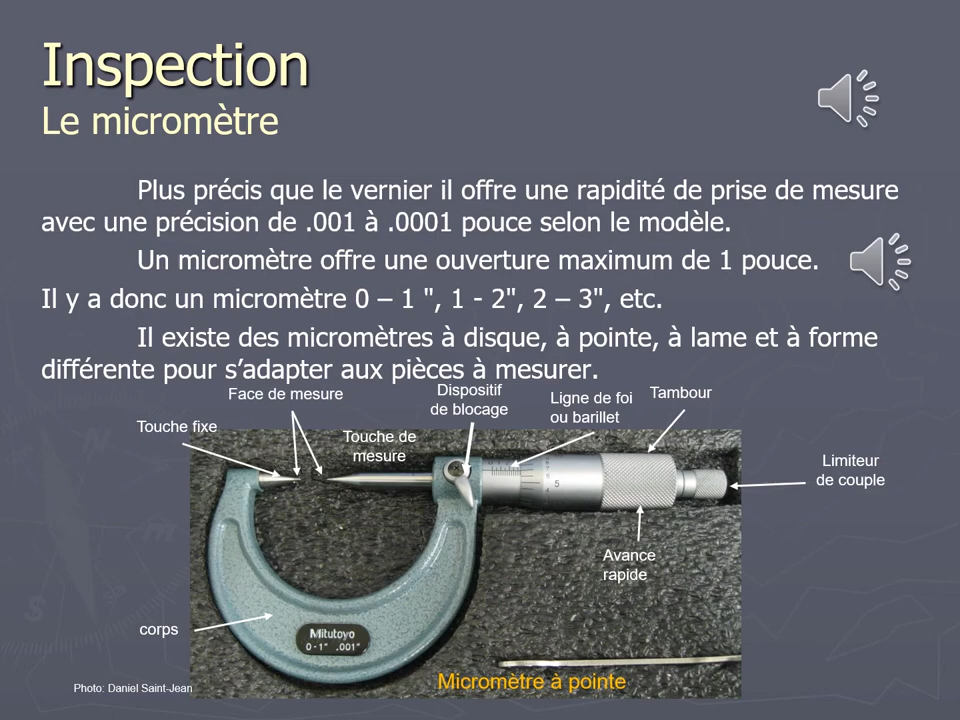 Inspection
Le micromètre
Plus précis que le vernier il offre une rapidité de prise de mesure
avec une précision de .001 à .0001 pouce selon le modèle.
Un micromètre offre une ouverture maximum de 1 pouce.
Il y a donc un micromètre 0 – 1 ", 1 - 2", 2 – 3", etc.
Il existe des micromètres à disque, à pointe, à lame et à forme
différente pour s’adapter aux pièces à mesurer.
Face de mesure
Dispositif
de blocage
Ligne de foi
ou barillet
Tambour
Touche fixe
Touche de
mesure
Limiteur
de couple
5
Avance
rapide
corps
Mitutoyo
0-1" .001"
Micromètre à pointe
Photo: Daniel Saint-Jean